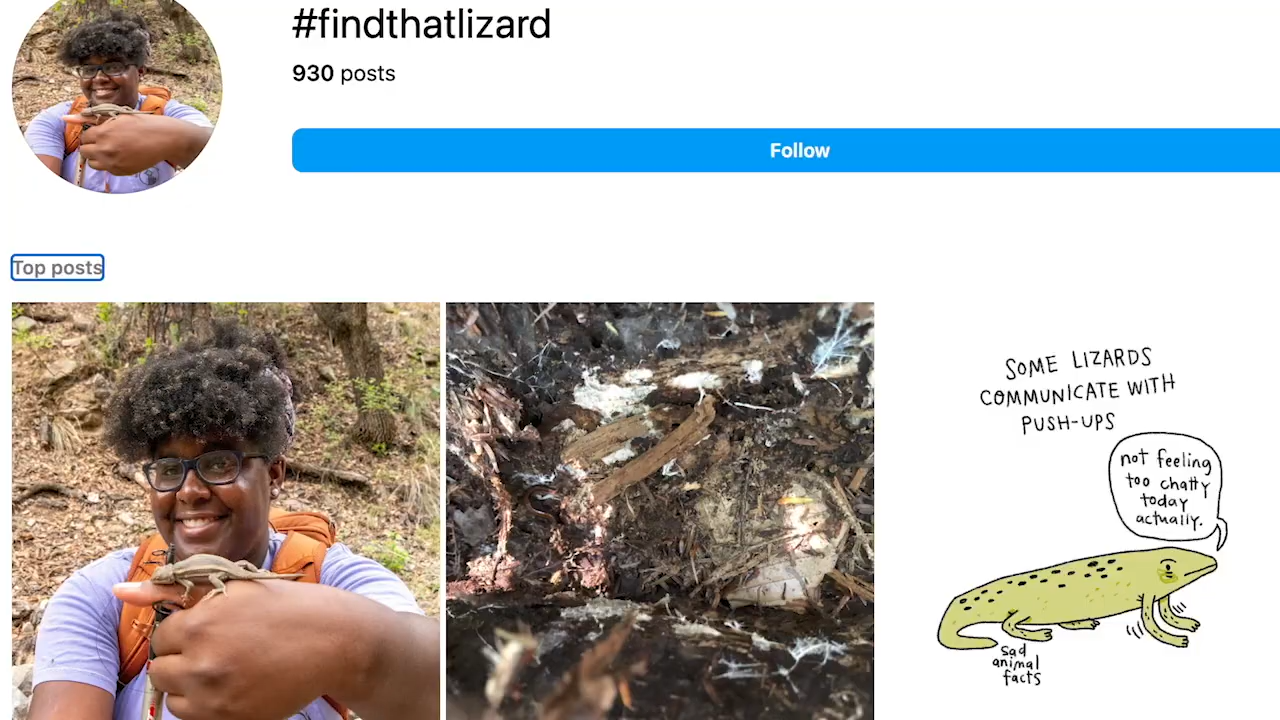 #findthatlizard
930 posts
Follow
Top posts
SOME LIZARDS
COMMUNICATE WITH
PUSH-UPS
not feeling
too chatty
today
actually.
Sad
animal
facts